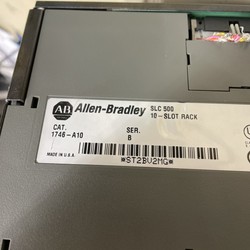 AB Allen-Bradley SLC 500
10-SLOT RACK
CAT. SER.
1746-A10 B
MADE IN U.S.A.
*ST2BV2MG*